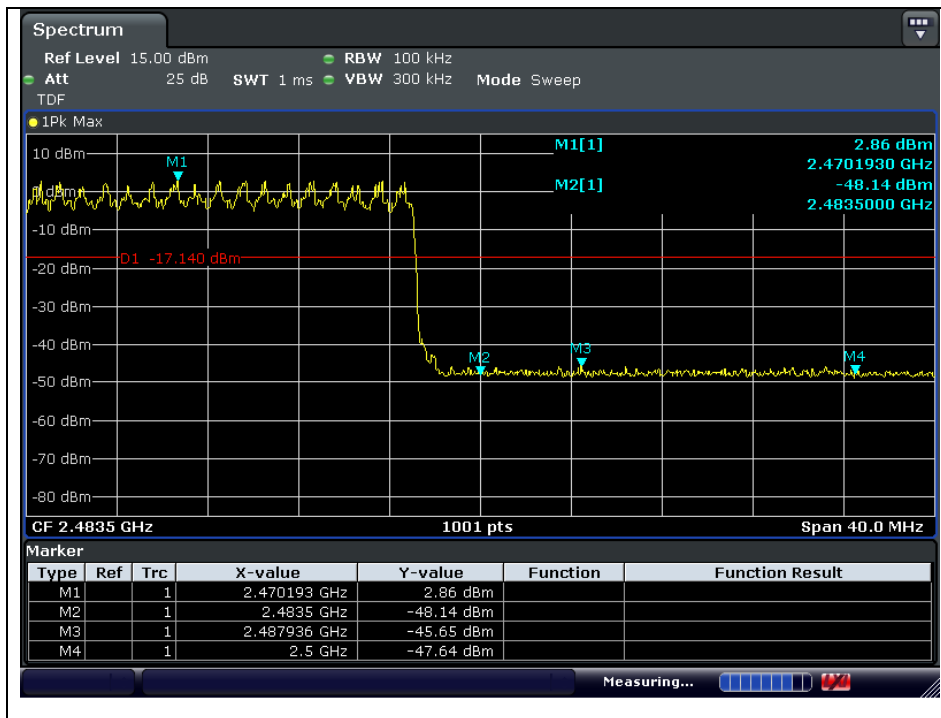 Spectrum
Ref Level 15.00 dBm RBW 100 kHz
Att 25 dB SWT 1 ms VBW 300 kHz Mode Sweep
TDF
1Pk Max
M1[1] 2.86 dBm
2.4701930 GHz
M2[1] -48.14 dBm
2.4835000 GHz
10 dBm
M1
0 dBm
-10 dBm
D1 -17.140 dBm
-20 dBm
-30 dBm
-40 dBm
M2
M3
M4
-50 dBm
-60 dBm
-70 dBm
-80 dBm
CF 2.4835 GHz 1001 pts Span 40.0 MHz
Marker
Type Ref Trc X-value Y-value Function Function Result
M1 1 2.470193 GHz 2.86 dBm
M2 1 2.4835 GHz -48.14 dBm
M3 1 2.487936 GHz -45.65 dBm
M4 1 2.5 GHz -47.64 dBm
Measuring...